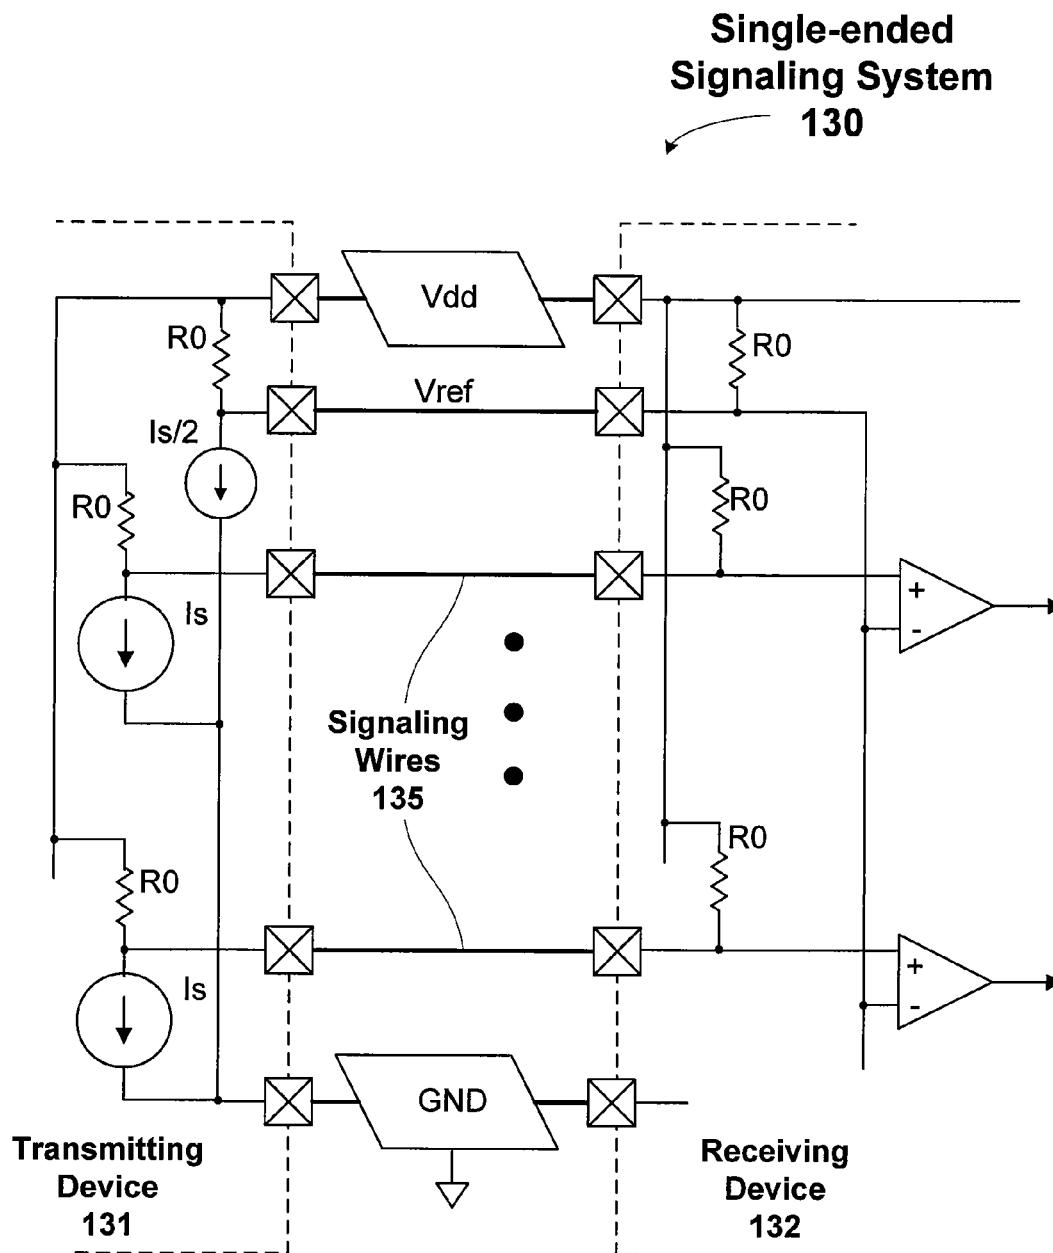 Single-ended
Signaling System
130
Vdd
R0
R0
Vref
Is/2
R0
R0
Is
+
-
Signaling
Wires
135
R0
R0
Is
+
-
GND
Transmitting
Device
131
Receiving
Device
132